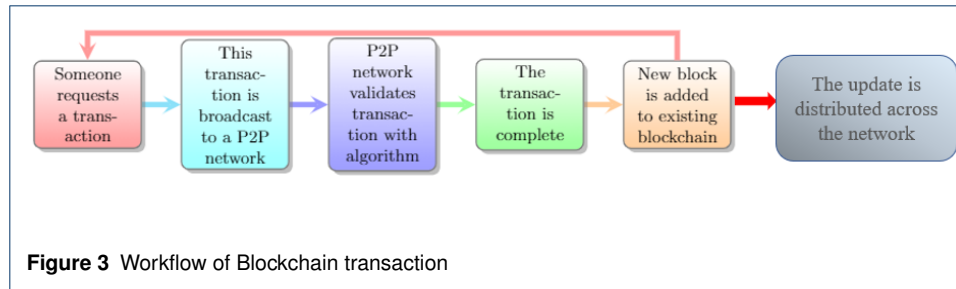 Someone
requests
a trans-
action
This
transac-
tion is
broadcast
to a P2P
network
P2P
network
validates
transac-
tion with
algorithm
The
transac-
tion is
complete
New block
is added
to existing
blockchain
The update is
distributed across
the network
Figure 3 Workflow of Blockchain transaction